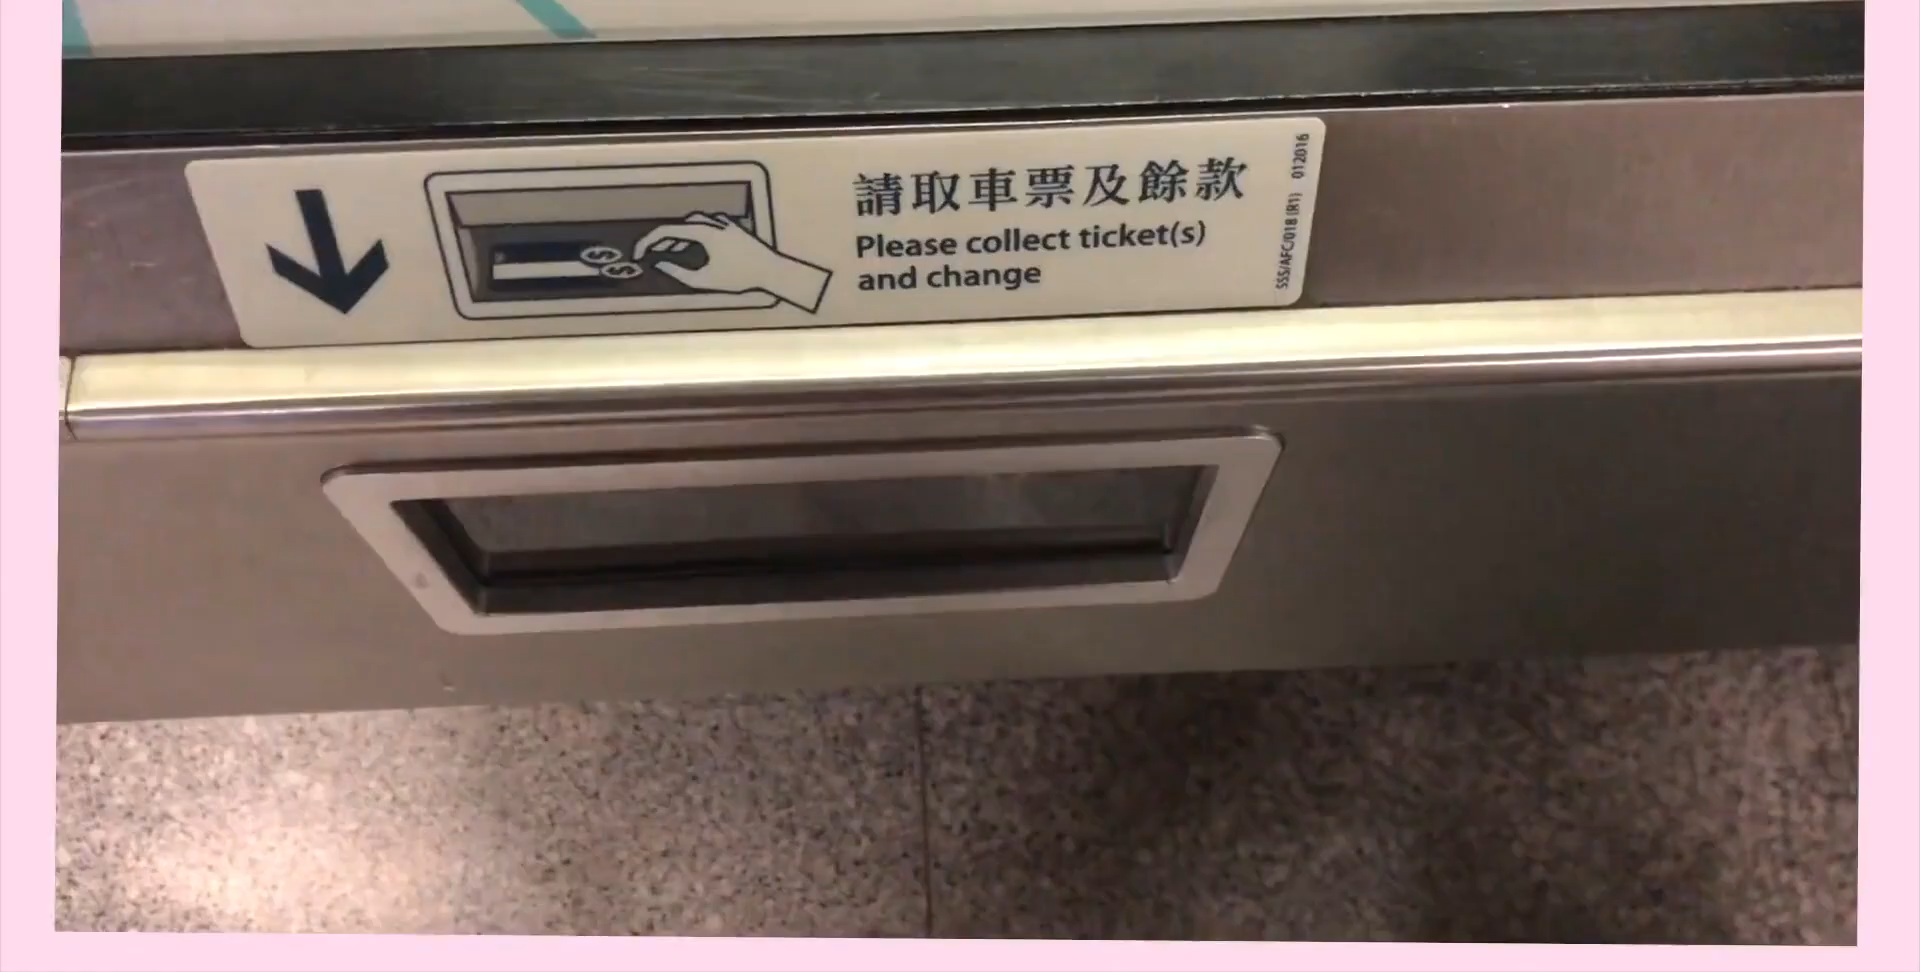 請取車票及餘款
Please collect ticket(s)
and change
SSS/AFC/018 (R1) 012016